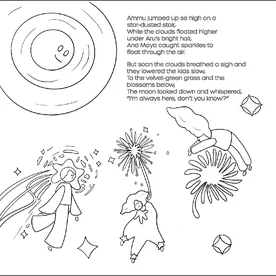 Ammu jumped up so high on a
star-dusted stalk,
While the clouds floated higher
under Aru's bright hair,
And Maya caught sparkles to
float through the air.
But soon the clouds breathed a sigh and
they lowered the kids slow,
To the velvet-green grass and the
blossoms below.
The moon looked down and whispered,
"I'm always here, don't you know?"